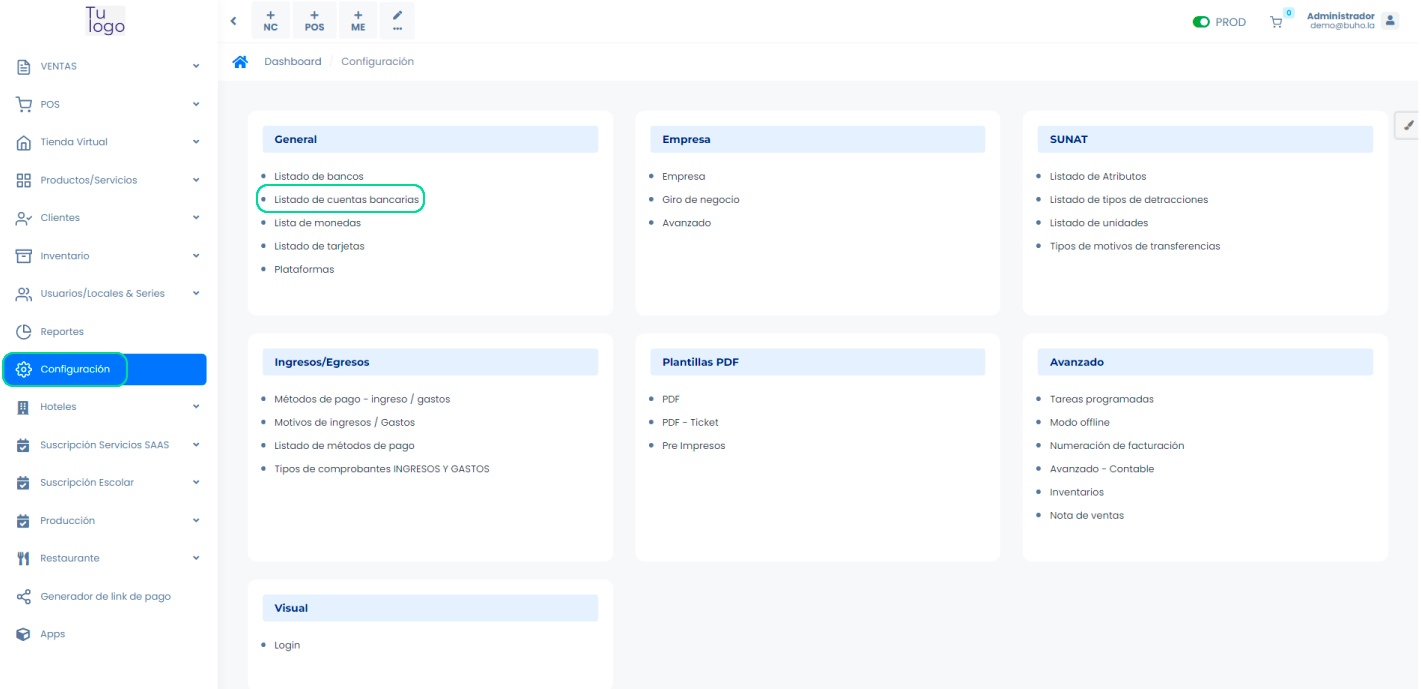 Tu
logo
VENTAS
POS
Tienda Virtual
Productos/Servicios
Clientes
Inventario
Usuarios/Locales & Series
Reportes
Configuración
Hoteles
Suscripción Servicios SAAS
Suscripción Escolar
Producción
Restaurante
Generador de link de pago
Apps
+ NC
+ POS
+ ME
...
PROD
0
Administrador
demo@buho.la
Dashboard / Configuración
General
Listado de bancos
Listado de cuentas bancarias
Lista de monedas
Listado de tarjetas
Plataformas
Empresa
Empresa
Giro de negocio
Avanzado
SUNAT
Listado de Atributos
Listado de tipos de detracciones
Listado de unidades
Tipos de motivos de transferencias
Ingresos/Egresos
Métodos de pago - ingreso / gastos
Motivos de ingresos / Gastos
Listado de métodos de pago
Tipos de comprobantes INGRESOS Y GASTOS
Plantillas PDF
PDF
PDF - Ticket
Pre Impresos
Avanzado
Tareas programadas
Modo offline
Numeración de facturación
Avanzado - Contable
Inventarios
Nota de ventas
Visual
Login